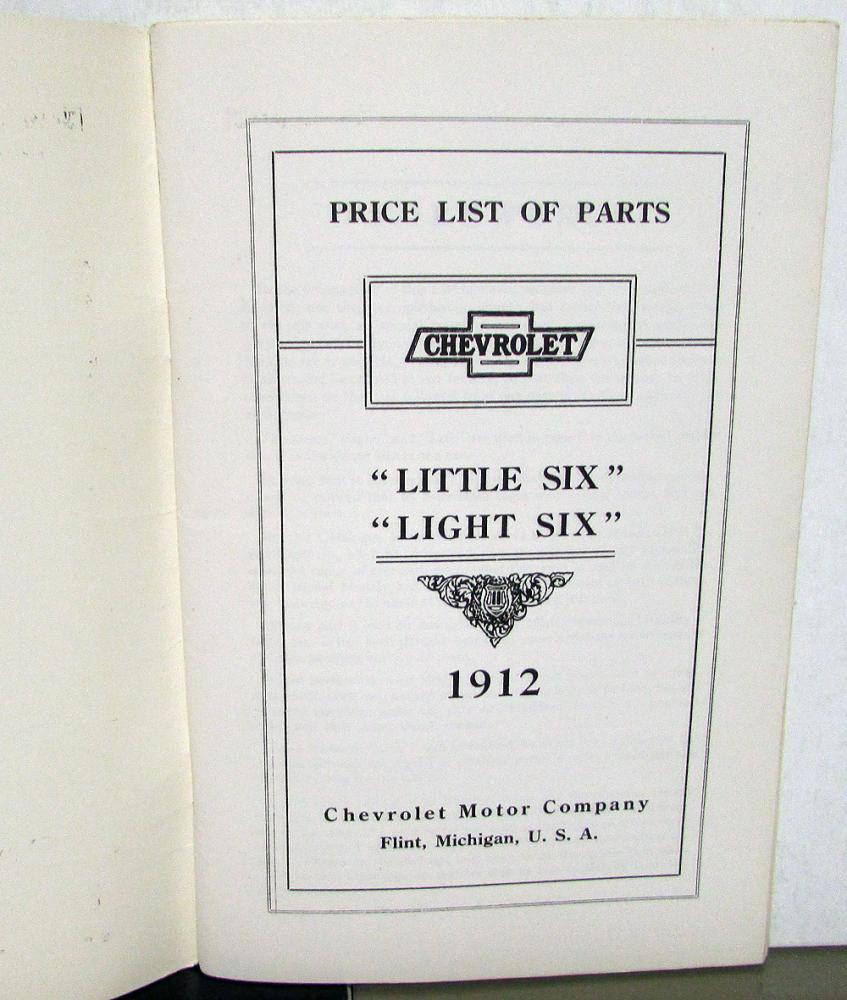 PRICE LIST OF PARTS
CHEVROLET
“LITTLE SIX”
“LIGHT SIX”
1912
Chevrolet Motor Company
Flint, Michigan, U. S. A.